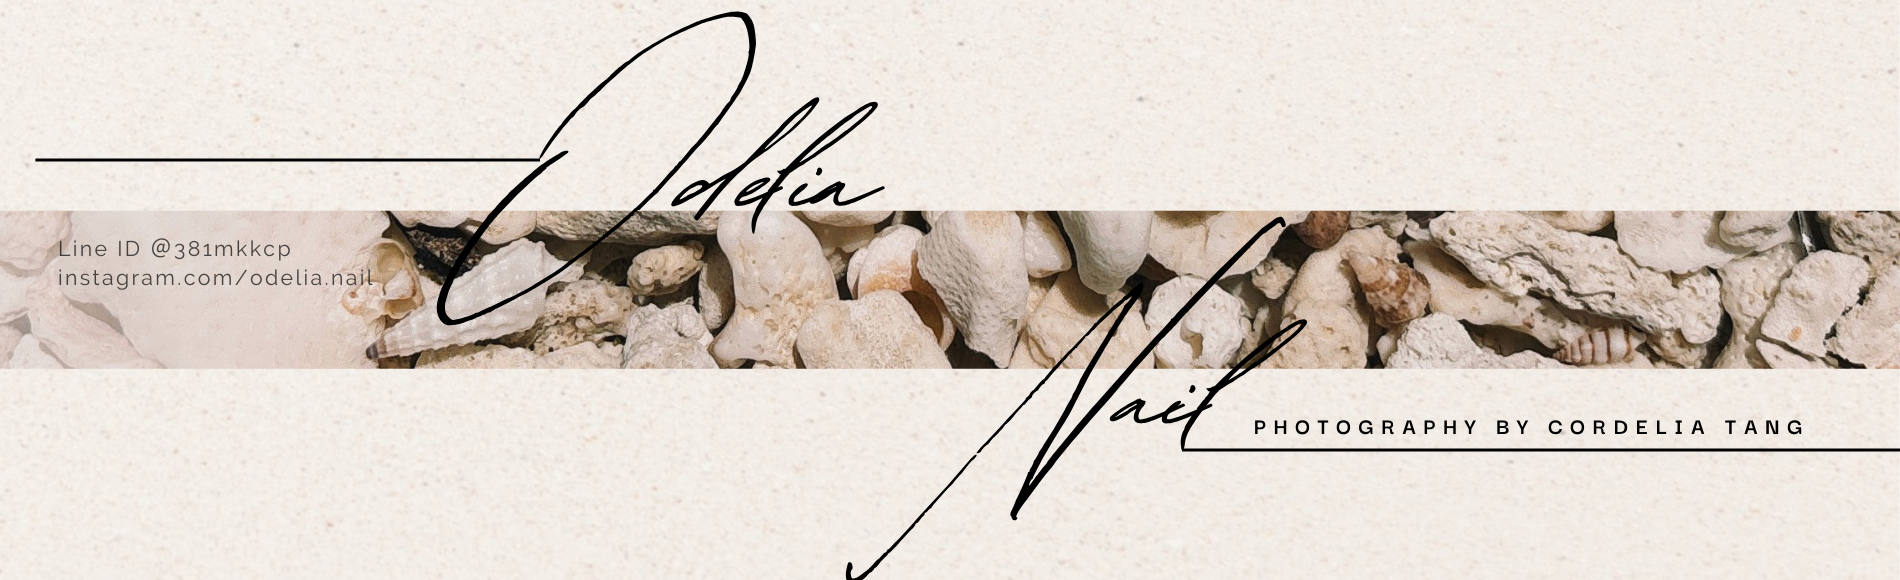 Odelia
Line ID @381mkkcp
instagram.com/odelia.nail
Nail
PHOTOGRAPHY BY CORDELIA TANG